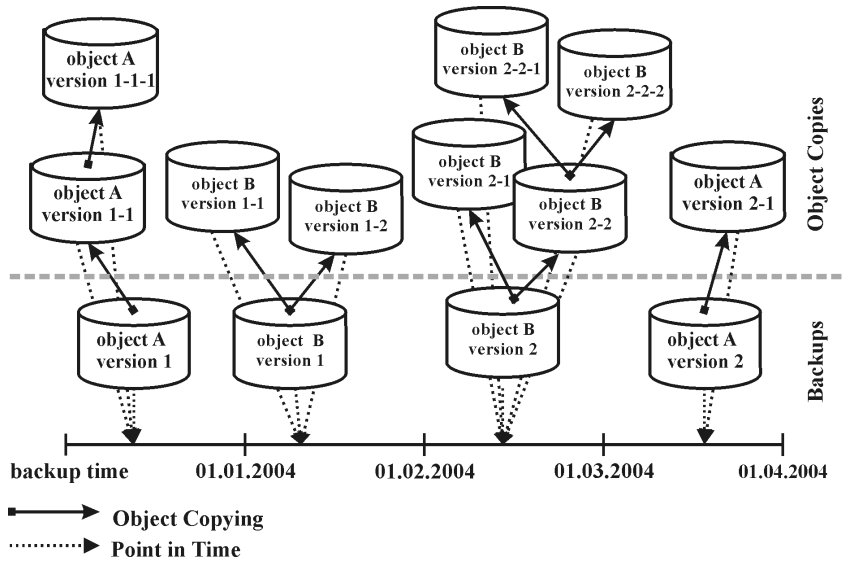 object A
version 1-1-1
object B
version 2-2-1
object B
version 2-2-2
object A
version 1-1
object B
version 1-1
object B
version 1-2
object B
version 2-1
object B
version 2-2
object A
version 2-1
Object Copies
object A
version 1
object B
version 1
object B
version 2
object A
version 2
Backups
backup time
01.01.2004
01.02.2004
01.03.2004
01.04.2004
Object Copying
Point in Time